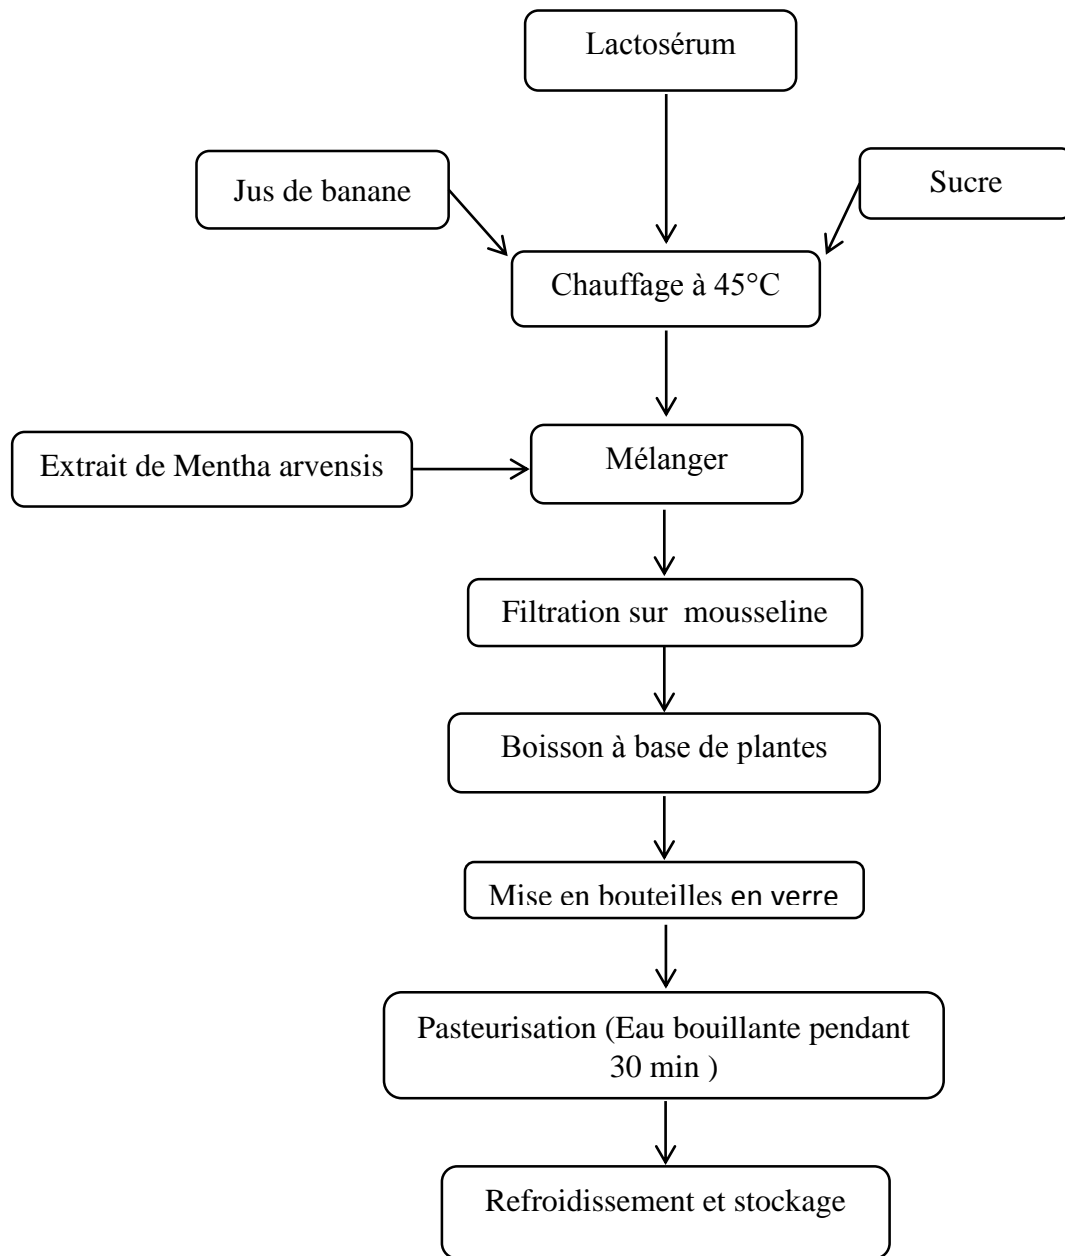 Lactosérum
Jus de banane
Sucre
Chauffage à 45°C
Extrait de Mentha arvensis
Mélanger
Filtration sur  mousseline
Boisson à base de plantes
Mise en bouteilles en verre
Pasteurisation (Eau bouillante pendant
30 min )
Refroidissement et stockage